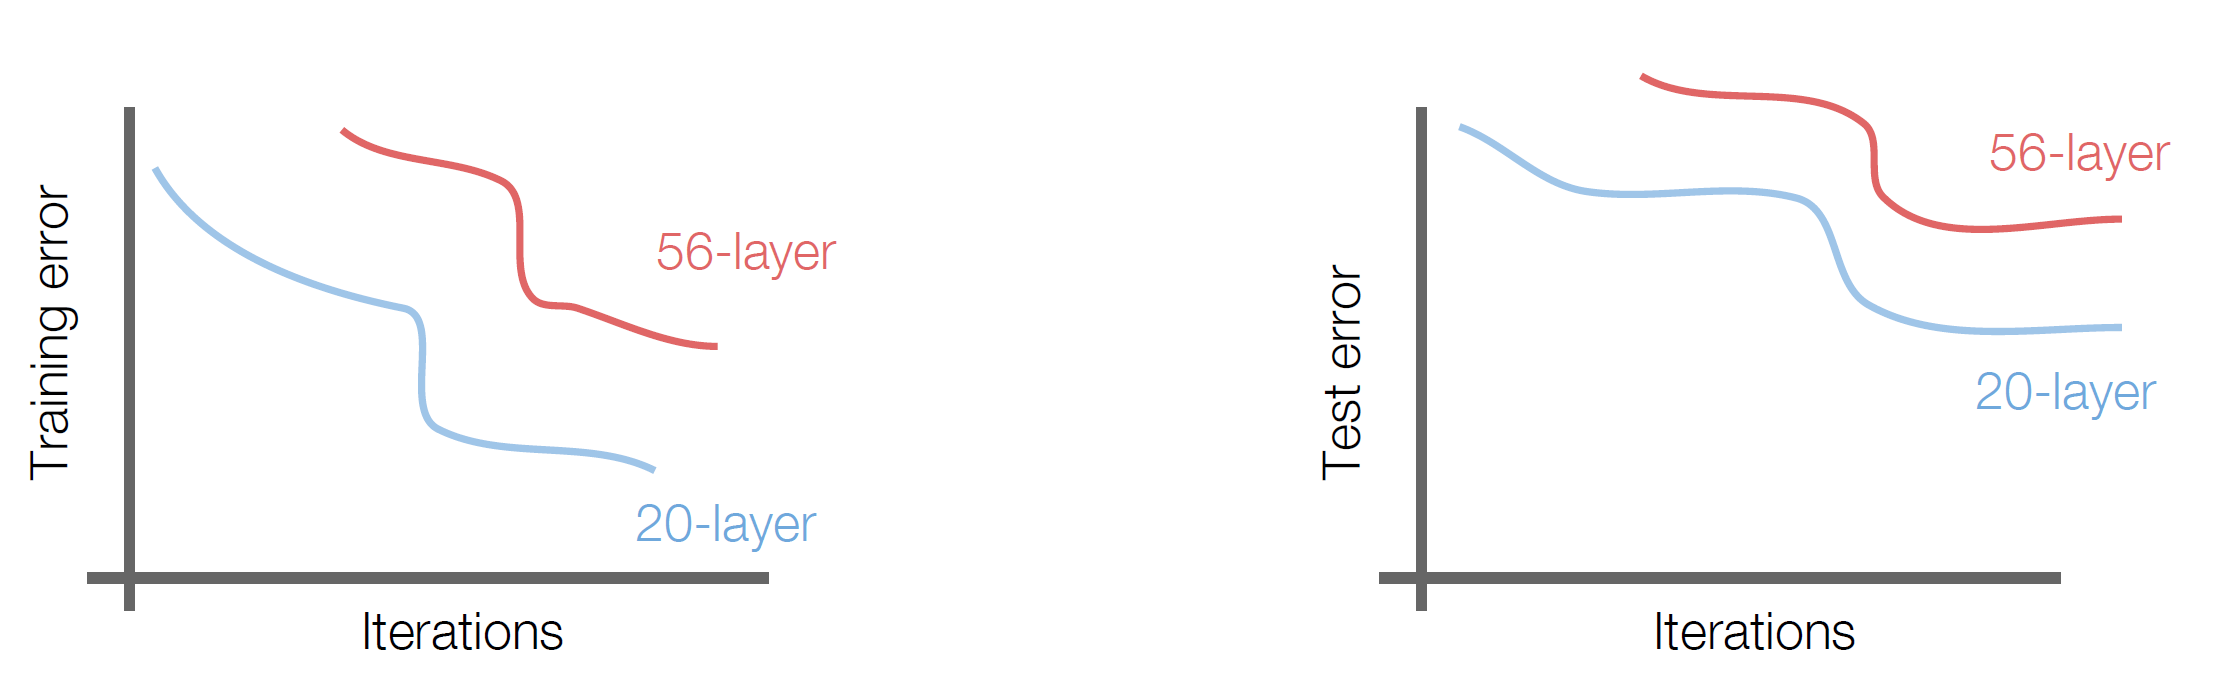 Training error
56-layer
20-layer
Iterations
Test error
56-layer
20-layer
Iterations